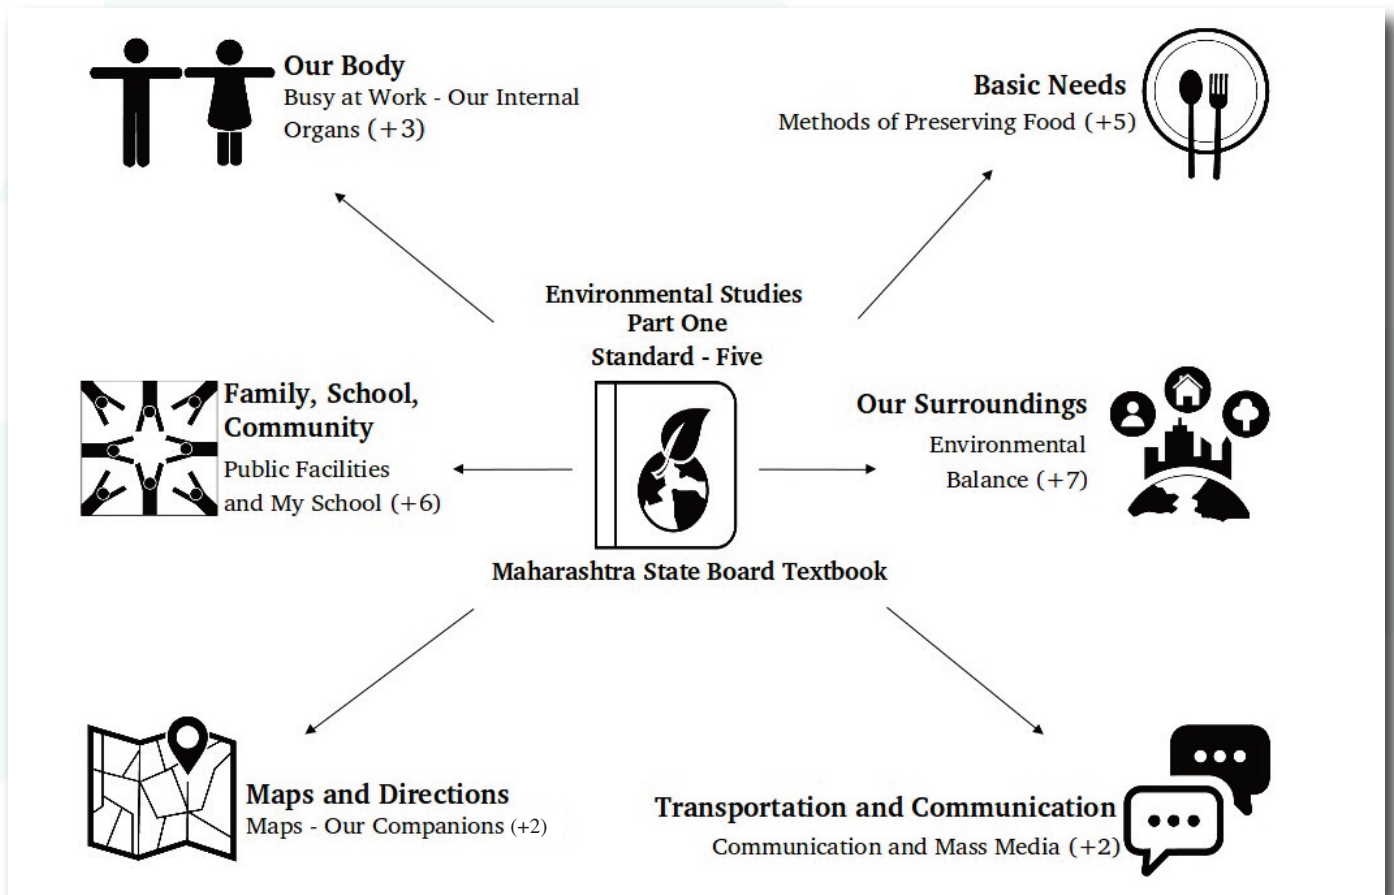 Our Body
Busy at Work - Our Internal
Organs (+3)
Basic Needs
Methods of Preserving Food (+5)
Environmental Studies
Part One
Standard - Five
Family, School,
Community
Public Facilities
and My School (+6)
Our Surroundings
Environmental
Balance (+7)
Maharashtra State Board Textbook
Maps and Directions
Maps - Our Companions (+2)
Transportation and Communication
Communication and Mass Media (+2)